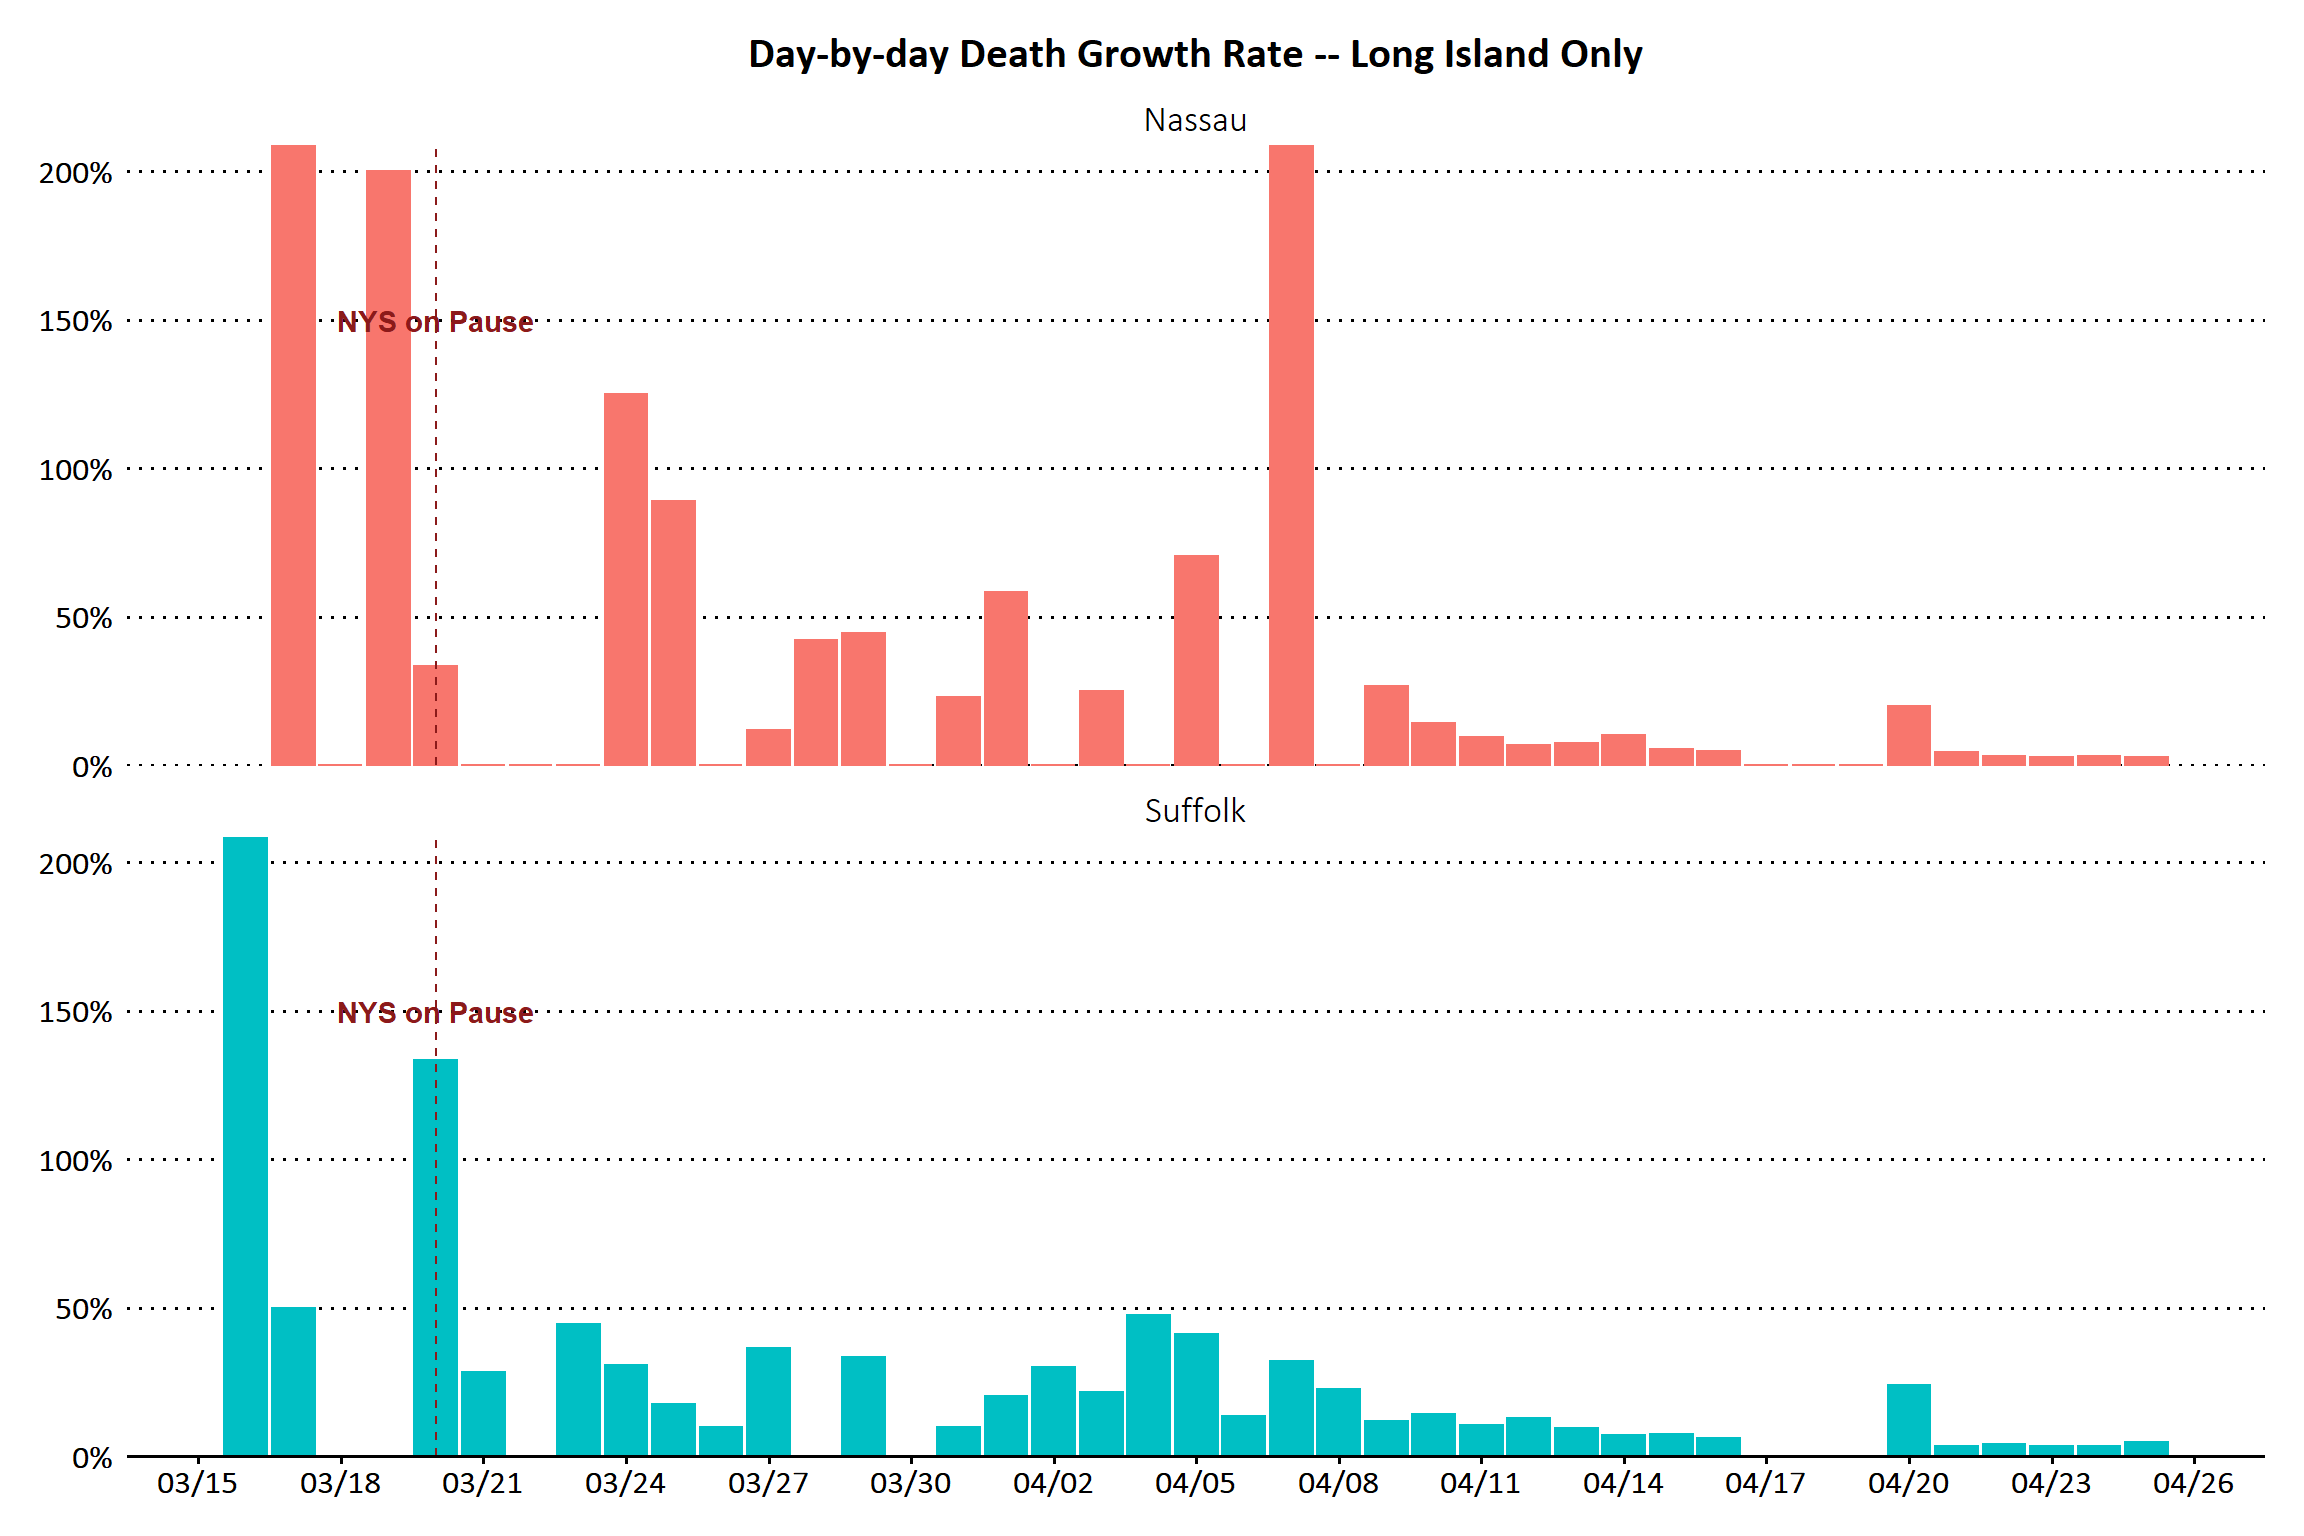 Day-by-day Death Growth Rate -- Long Island Only
Nassau
200%
150%
100%
50%
0%
NYS on Pause
Suffolk
200%
150%
100%
50%
0%
NYS on Pause
03/15 03/18 03/21 03/24 03/27 03/30 04/02 04/05 04/08 04/11 04/14 04/17 04/20 04/23 04/26